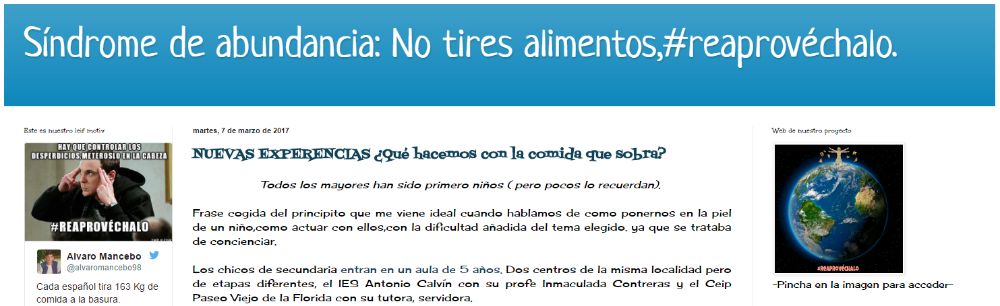 Síndrome de abundancia: No tires alimentos,#reaprovéchalo.
Este es nuestro leif motiv
HAY QUE CONTROLAR LOS
DESPERDICIOS,METEROSLO EN LA CABEZA
#REAPROVÉCHALO
Alvaro Mancebo
@alvaromancebo98
Cada español tira 163 Kg de
comida a la basura.
martes, 7 de marzo de 2017
NUEVAS EXPERENCIAS ¿Qué hacemos con la comida que sobra?
Todos los mayores han sido primero niños ( pero pocos lo recuerdan).
Frase cogida del principito que me viene ideal cuando hablamos de como ponernos en la piel
de un niño,como actuar con ellos,con la dificultad añadida del tema elegido. ya que se trataba
de concienciar.
Los chicos de secundaria entran en un aula de 5 años. Dos centros de la misma localidad pero
de etapas diferentes, el IES Antonio Calvín con su profe Inmaculada Contreras y el Ceip
Paseo Viejo de la Florida con su tutora, servidora.
Web de nuestro proyecto
#REAPROVÉCHALO
-Pincha en la imagen para acceder-